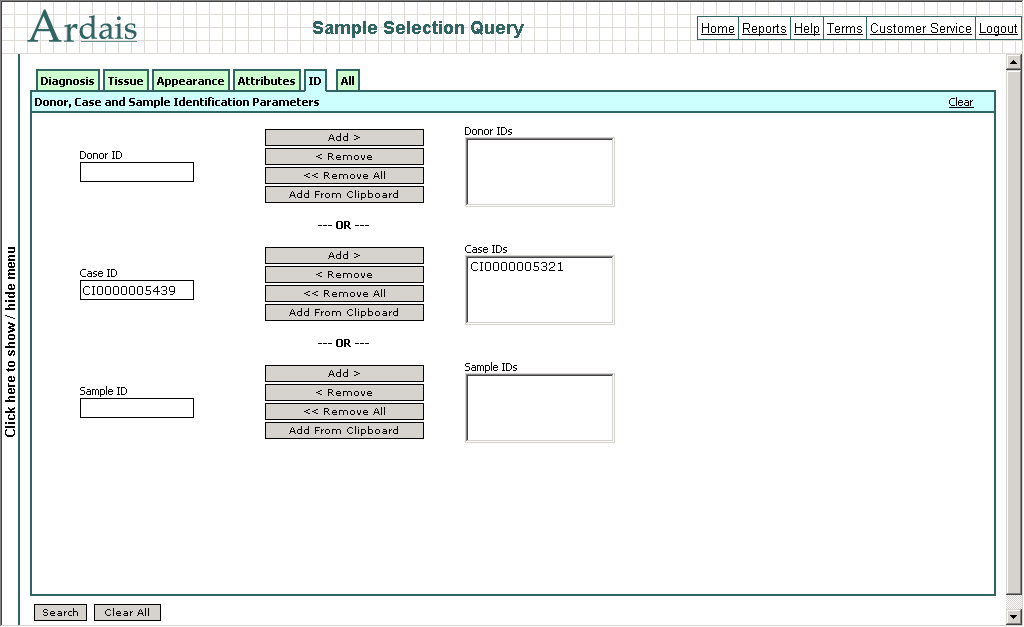 Ardais
Sample Selection Query
Home Reports Help Terms Customer Service Logout
Click here to show / hide menu
Diagnosis Tissue Appearance Attributes ID All
Donor, Case and Sample Identification Parameters Clear
Donor ID
Add >
< Remove
<< Remove All
Add From Clipboard
Donor IDs
--- OR ---
Case ID
CI0000005439
Add >
< Remove
<< Remove All
Add From Clipboard
Case IDs
CI0000005321
--- OR ---
Sample ID
Add >
< Remove
<< Remove All
Add From Clipboard
Sample IDs
Search Clear All